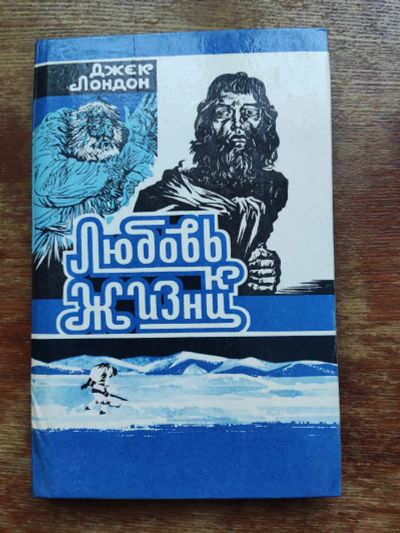 Джек
Лондон
Любовь
к
жизни